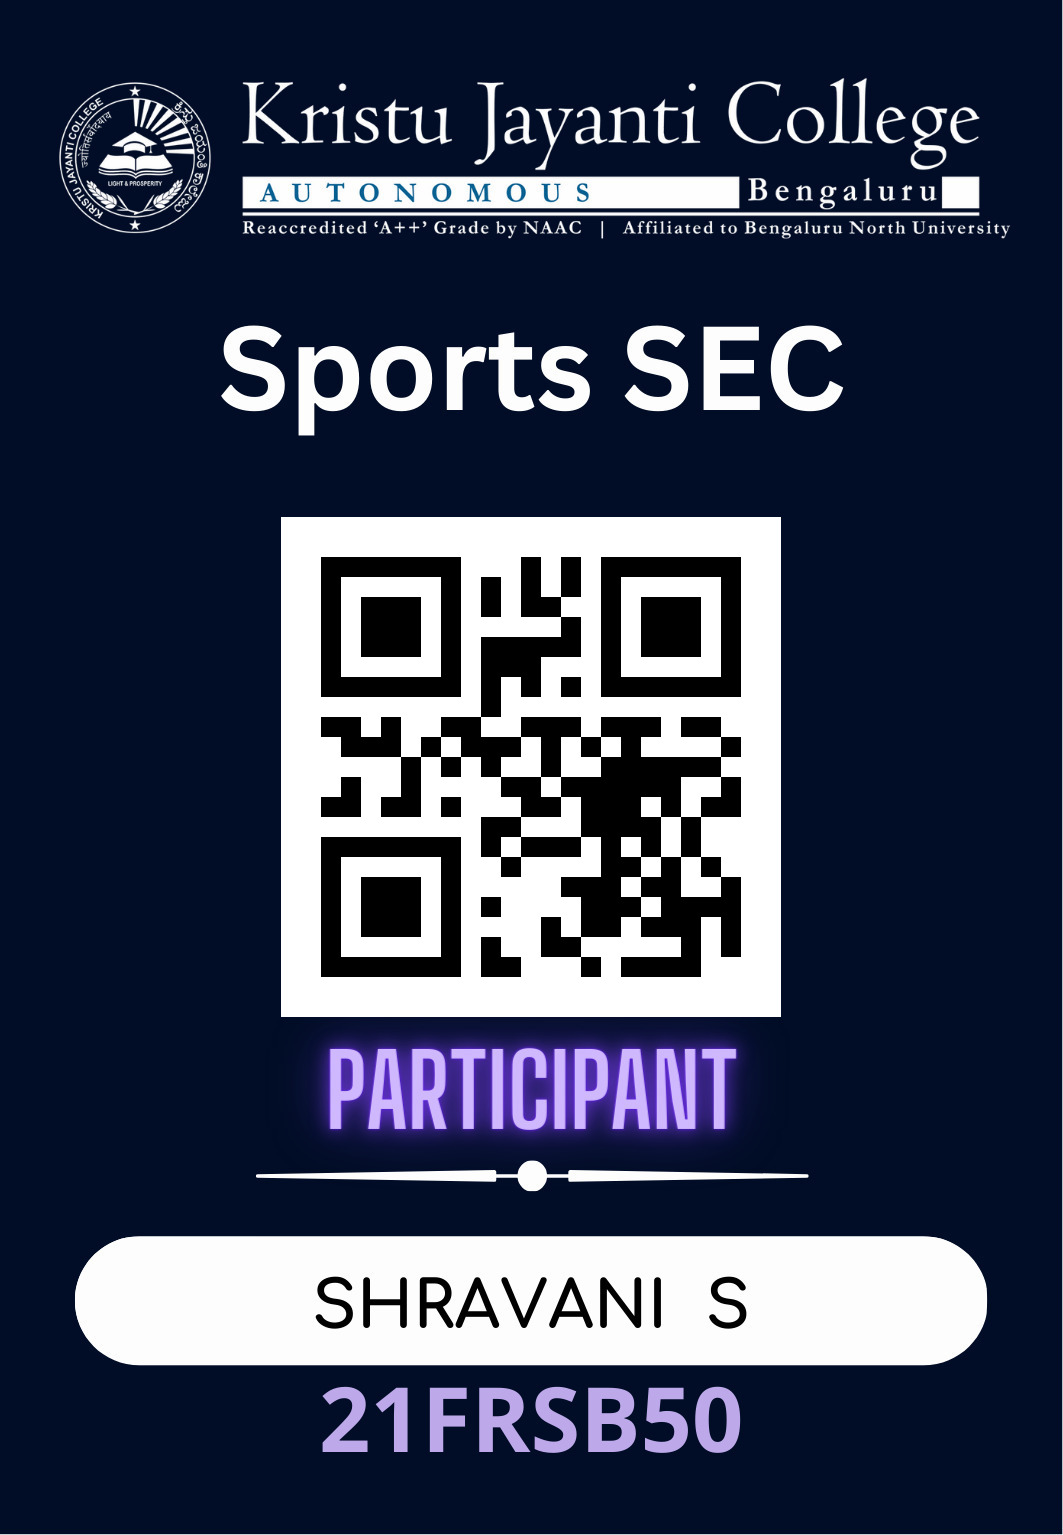 KRISTU JAYANTI COLLEGE
LIGHT & PROSPERITY
Kristu Jayanti College
AUTONOMOUS Bengaluru
Reaccredited ‘A++’ Grade by NAAC | Affiliated to Bengaluru North University
Sports SEC
PARTICIPANT
SHRAVANI S
21FRSB50